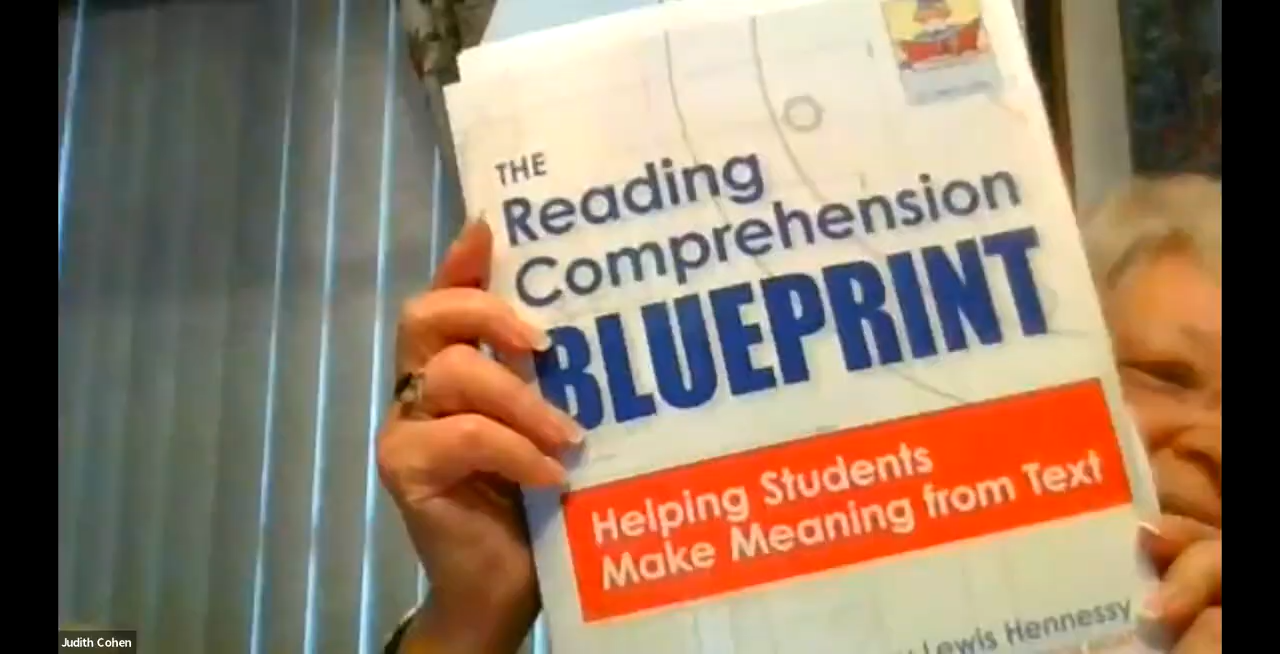 THE
Reading
Comprehension
BLUEPRINT
Helping Students
Make Meaning from Text
Lewis Hennessy
Judith Cohen